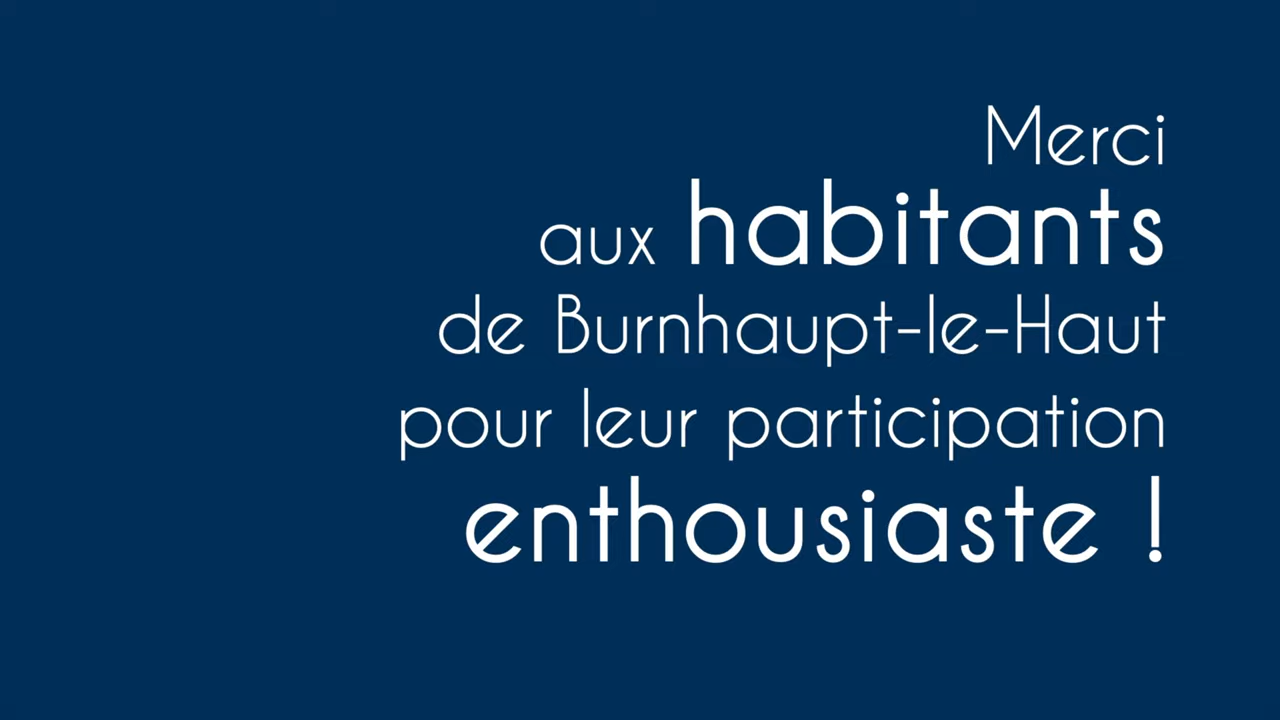 Merci
aux habitants
de Burnhaupt-le-Haut
pour leur participation
enthousiaste !